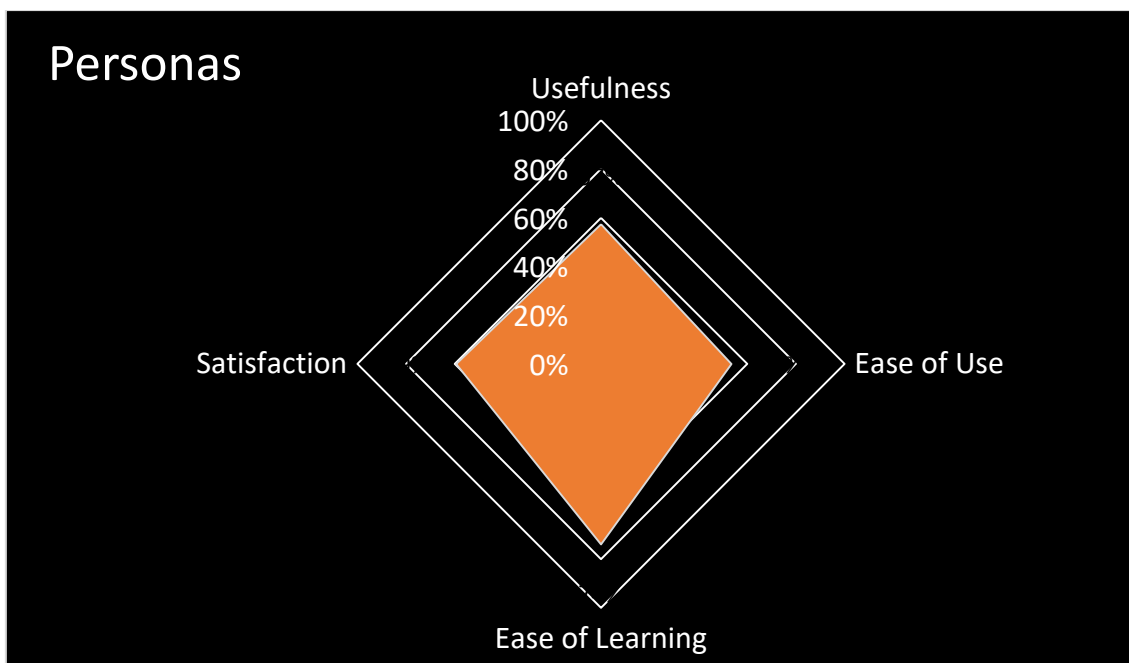 Personas
Usefulness
100%
80%
60%
40%
20%
0%
Satisfaction
Ease of Use
Ease of Learning